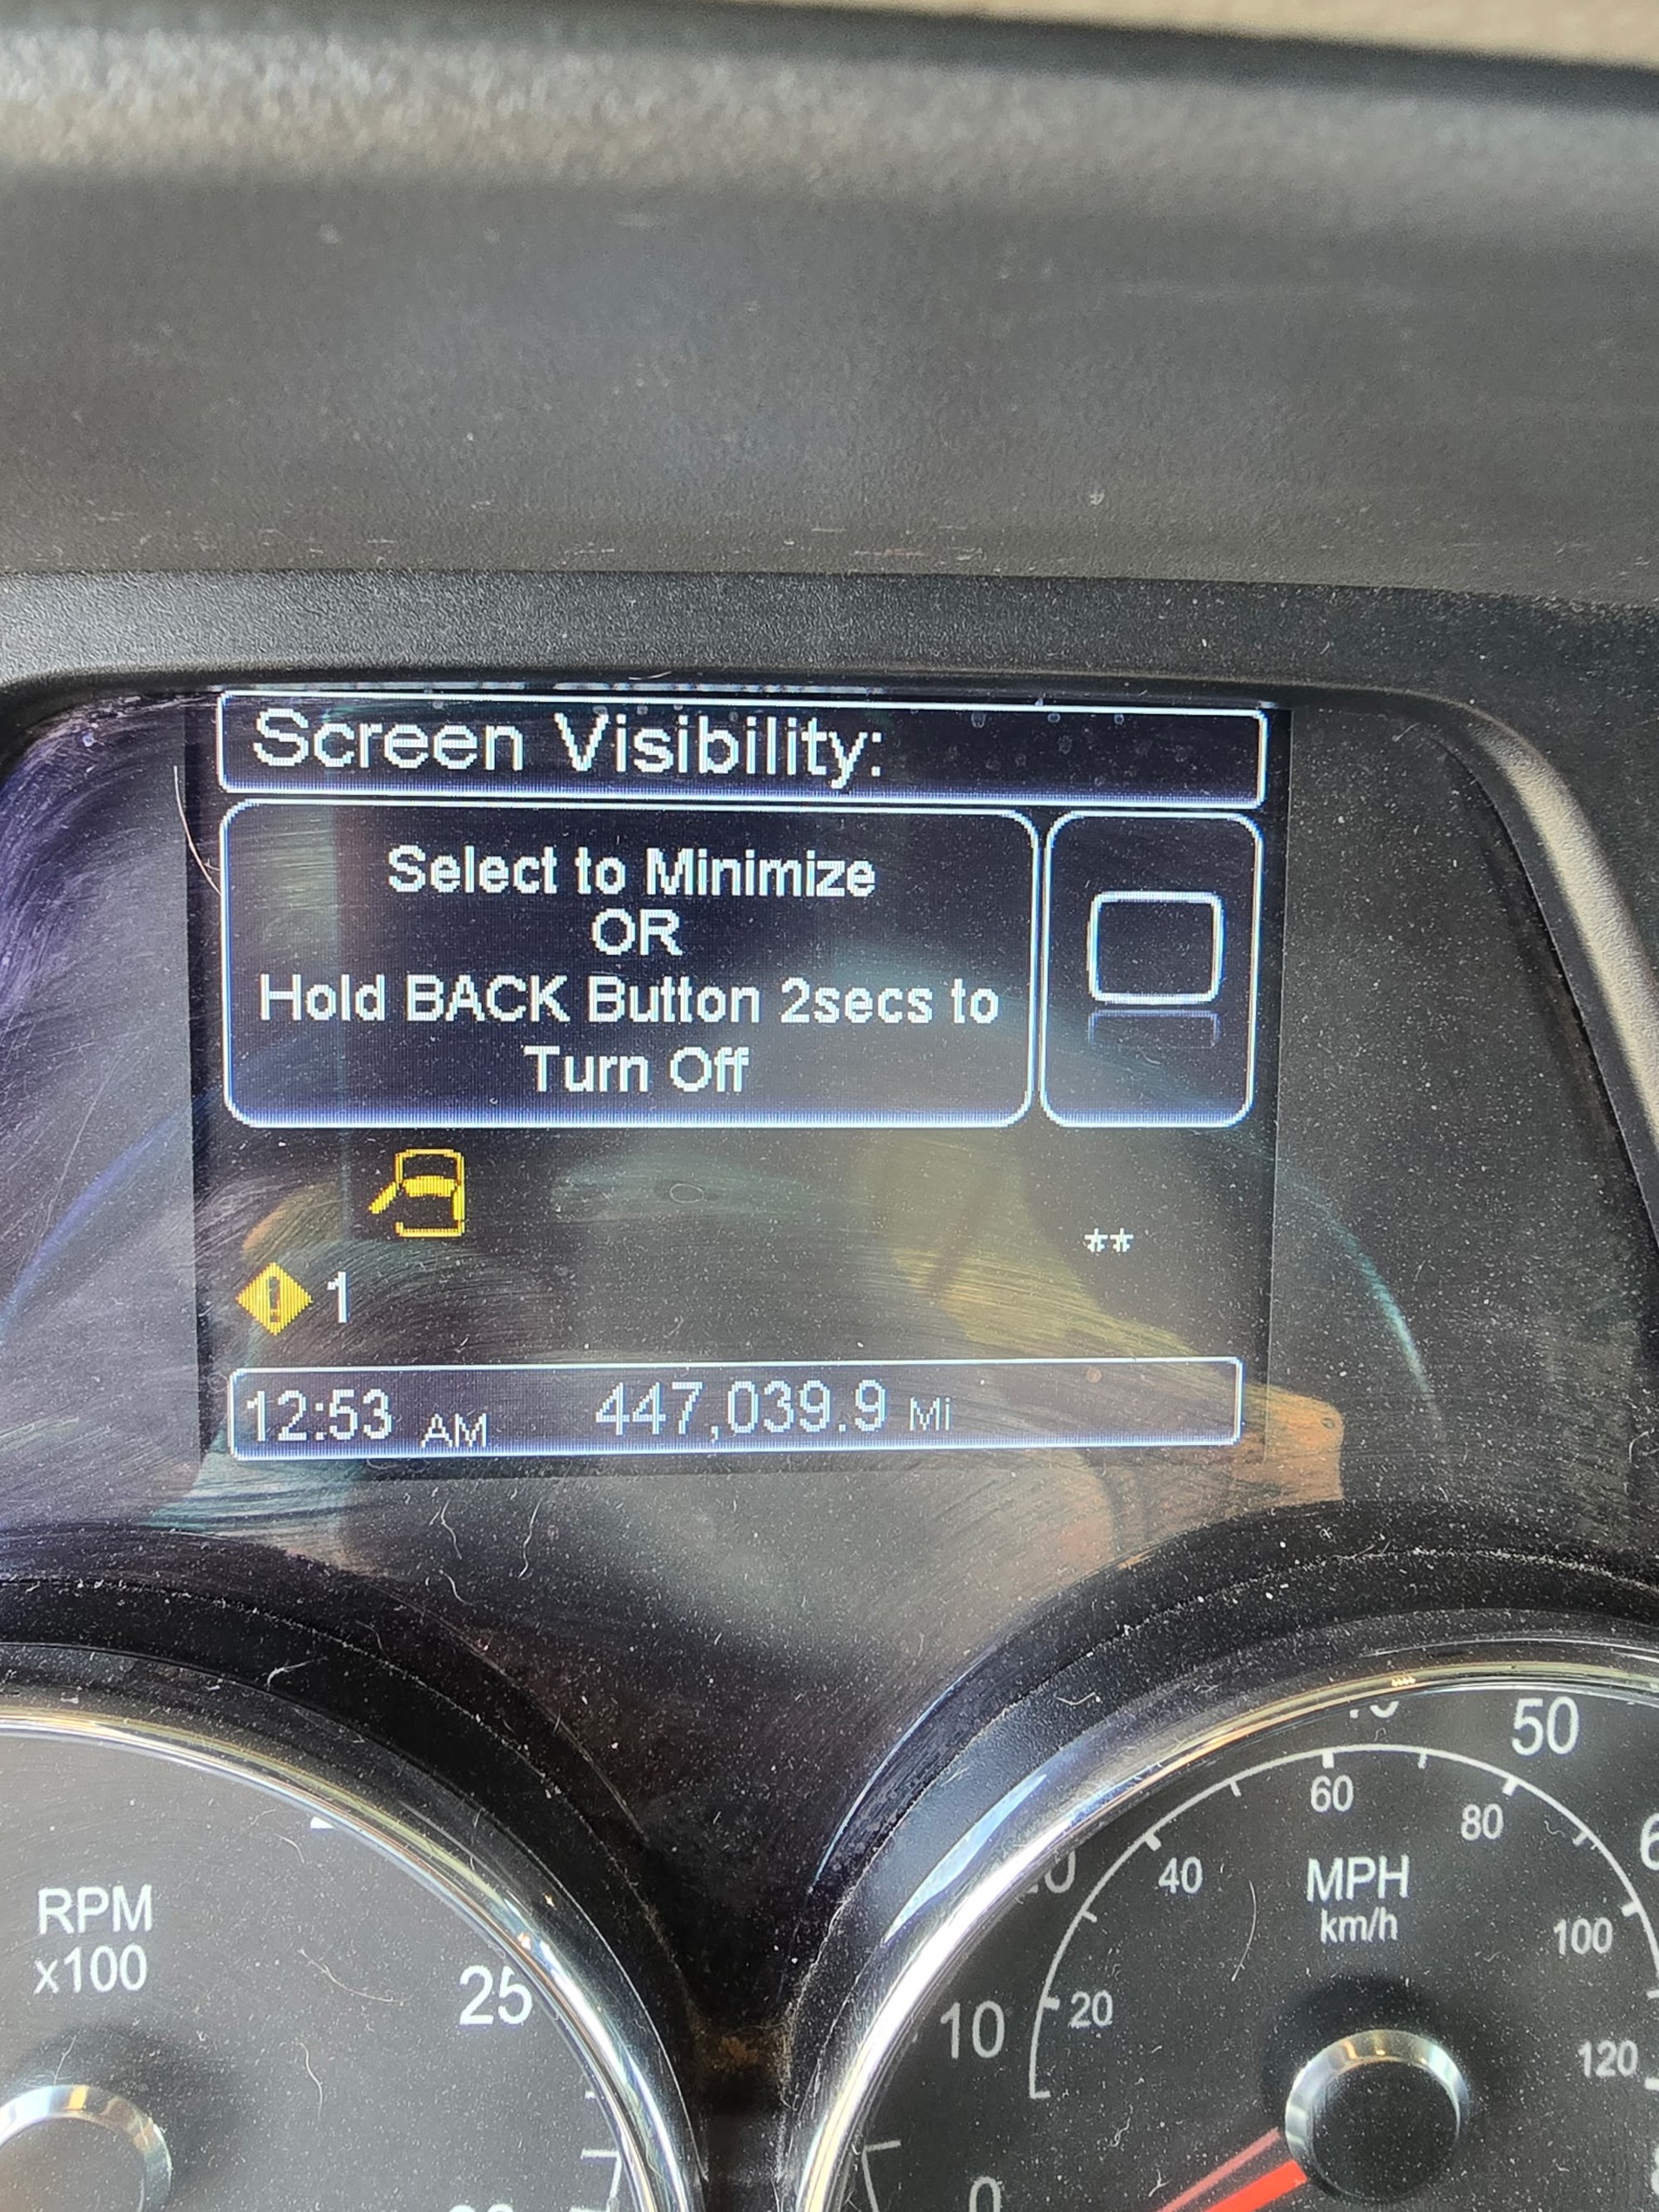 Screen Visibility:
Select to Minimize
OR
Hold BACK Button 2secs to
Turn Off
**
1
12:53 AM 447,039.9 Mi
50
60
80
40
MPH
km/h
100
RPM
x100
25
10
20
120
0